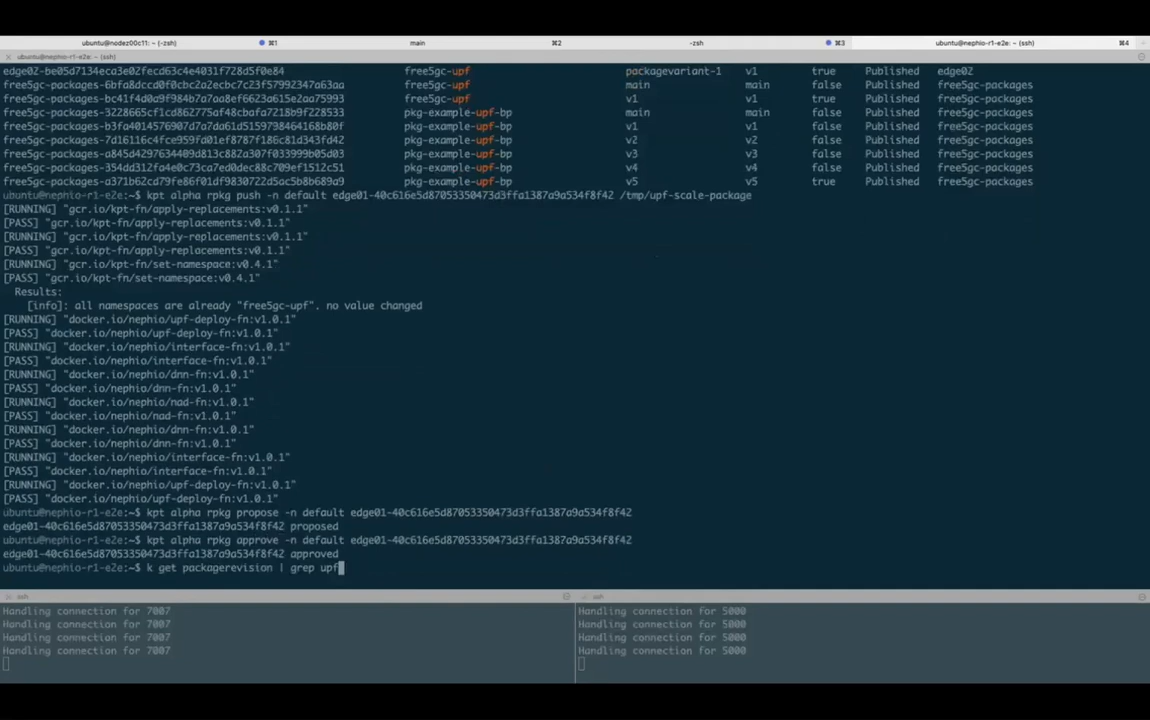 ubuntu@nodez00c11: ~ (-zsh) ⌘1 main ⌘2 -zsh ⌘3 ubuntu@nephio-r1-e2e: ~ (ssh) ⌘4
ubuntu@nephio-r1-e2e: ~ (ssh)
edge02-be05d7134eca3e02fecd63c4e4031f728d5f0e84 free5gc-upf packagevariant-1 v1 true Published edge02
free5gc-packages-6bfa8dccd0f0cbc2a2ecbc7c23f57992347a63aa free5gc-upf main main false Published free5gc-packages
free5gc-packages-bc41f4d0a9f984b7a7aa8ef6623a615e2aa75993 free5gc-upf v1 v1 true Published free5gc-packages
free5gc-packages-3228665cf1cd862775af48cbafa7218b9f228533 pkg-example-upf-bp main main false Published free5gc-packages
free5gc-packages-b3fa4014576907d7a7da61d5159798464168b80f pkg-example-upf-bp v1 v1 false Published free5gc-packages
free5gc-packages-7d16116c4fce959fd01ef8787f186c81d343df40 pkg-example-upf-bp v2 v2 false Published free5gc-packages
free5gc-packages-a845d4297634409d813c882a307f033999b05d03 pkg-example-upf-bp v3 v3 false Published free5gc-packages
free5gc-packages-354dd312fa4e0c73ca7ed0dec88c709ef1512c51 pkg-example-upf-bp v4 v4 false Published free5gc-packages
free5gc-packages-a371b62cd79fe86f01df9830722d5oc5b8b689a9 pkg-example-upf-bp v5 v5 true Published free5gc-packages
ubuntu@nephio-r1-e2e:~$ kpt alpha rpkg push -n default edge01-40c616e5d87053350473d3ffa1387a9a534f8f42 /tmp/upf-scale-package
[RUNNING] "gcr.io/kpt-fn/apply-replacements:v0.1.1"
[PASS] "gcr.io/kpt-fn/apply-replacements:v0.1.1"
[RUNNING] "gcr.io/kpt-fn/apply-replacements:v0.1.1"
[PASS] "gcr.io/kpt-fn/apply-replacements:v0.1.1"
[RUNNING] "gcr.io/kpt-fn/set-namespace:v0.4.1"
[PASS] "gcr.io/kpt-fn/set-namespace:v0.4.1"
Results:
[info]: all namespaces are already "free5gc-upf". no value changed
[RUNNING] "docker.io/nephio/upf-deploy-fn:v1.0.1"
[PASS] "docker.io/nephio/upf-deploy-fn:v1.0.1"
[RUNNING] "docker.io/nephio/interface-fn:v1.0.1"
[PASS] "docker.io/nephio/interface-fn:v1.0.1"
[RUNNING] "docker.io/nephio/dnn-fn:v1.0.1"
[PASS] "docker.io/nephio/dnn-fn:v1.0.1"
[RUNNING] "docker.io/nephio/nad-fn:v1.0.1"
[PASS] "docker.io/nephio/nad-fn:v1.0.1"
[RUNNING] "docker.io/nephio/dnn-fn:v1.0.1"
[PASS] "docker.io/nephio/dnn-fn:v1.0.1"
[RUNNING] "docker.io/nephio/interface-fn:v1.0.1"
[PASS] "docker.io/nephio/interface-fn:v1.0.1"
[RUNNING] "docker.io/nephio/upf-deploy-fn:v1.0.1"
[PASS] "docker.io/nephio/upf-deploy-fn:v1.0.1"
ubuntu@nephio-r1-e2e:~$ kpt alpha rpkg propose -n default edge01-40c616e5d87053350473d3ffa1387a9a534f8f42
edge01-40c616e5d87053350473d3ffa1387a9a534f8f42 proposed
ubuntu@nephio-r1-e2e:~$ kpt alpha rpkg approve -n default edge01-40c616e5d87053350473d3ffa1387a9a534f8f42
edge01-40c616e5d87053350473d3ffa1387a9a534f8f42 approved
ubuntu@nephio-r1-e2e:~$ k get packagerevision | grep upf
ssh
Handling connection for 7007
Handling connection for 7007
Handling connection for 7007
Handling connection for 7007
ssh
Handling connection for 5000
Handling connection for 5000
Handling connection for 5000
Handling connection for 5000